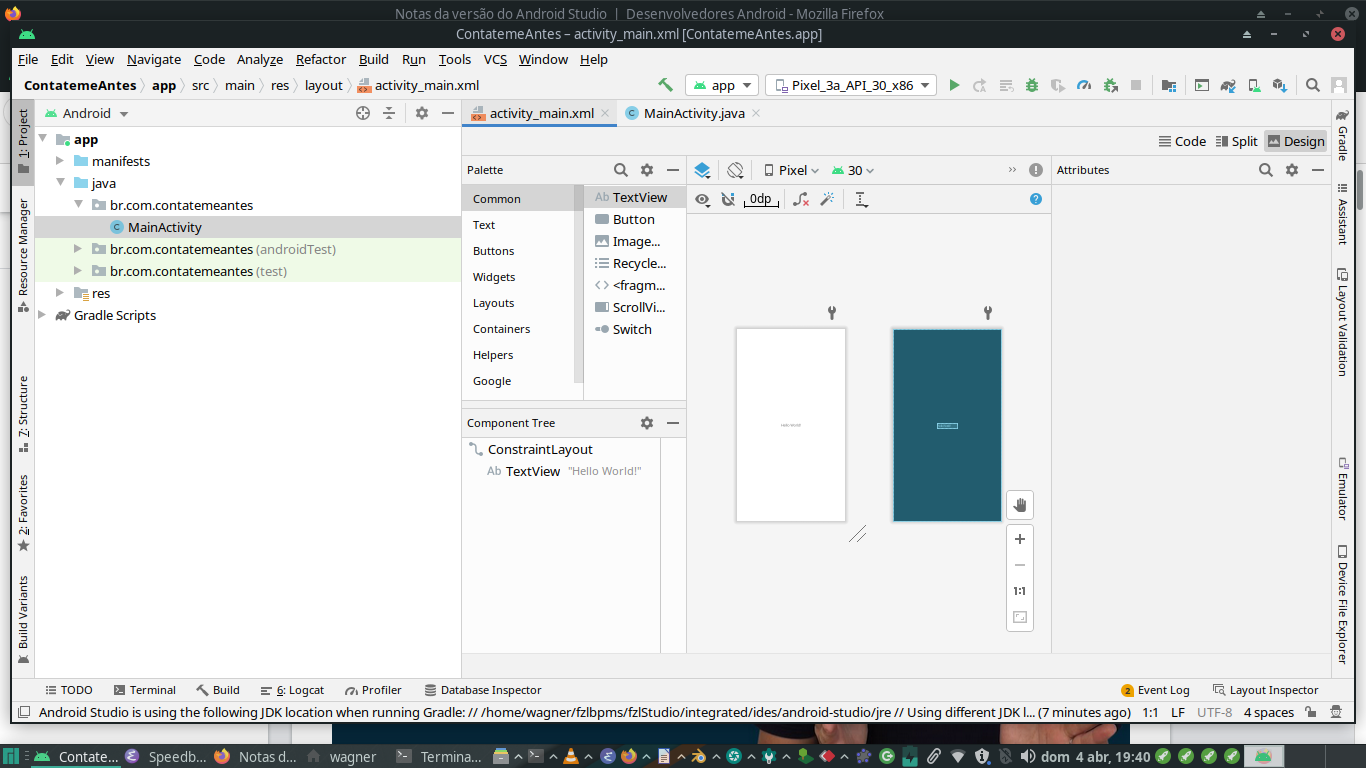 Notas da versão do Android Studio | Desenvolvedores Android - Mozilla Firefox
ContatemeAntes – activity_main.xml [ContatemeAntes.app]
File Edit View Navigate Code Analyze Refactor Build Run Tools VCS Window Help
ContatemeAntes app src main res layout activity_main.xml app Pixel_3a_API_30_x86
1: Project
Resource Manager
7: Structure
2: Favorites
Build Variants
Android
app
manifests
java
br.com.contatemeantes
MainActivity
br.com.contatemeantes (androidTest)
br.com.contatemeantes (test)
res
Gradle Scripts
activity_main.xml MainActivity.java
Code Split Design
Palette
Common
Text
Buttons
Widgets
Layouts
Containers
Helpers
Google
Ab TextView
Button
Image...
Recycle...
<fragm...
ScrollVi...
Switch
Component Tree
ConstraintLayout
Ab TextView "Hello World!"
Pixel 30
0dp
1:1
Attributes
Gradle
Assistant
Layout Validation
Emulator
Device File Explorer
TODO Terminal Build 6: Logcat Profiler Database Inspector 2 Event Log Layout Inspector
Android Studio is using the following JDK location when running Gradle: // /home/wagner/fzlbpms/fzlStudio/integrated/ides/android-studio/jre // Using different JDK l... (7 minutes ago) 1:1 LF UTF-8 4 spaces
Contate... Speedb... Notas d... wagner Termina... dom 4 abr, 19:40